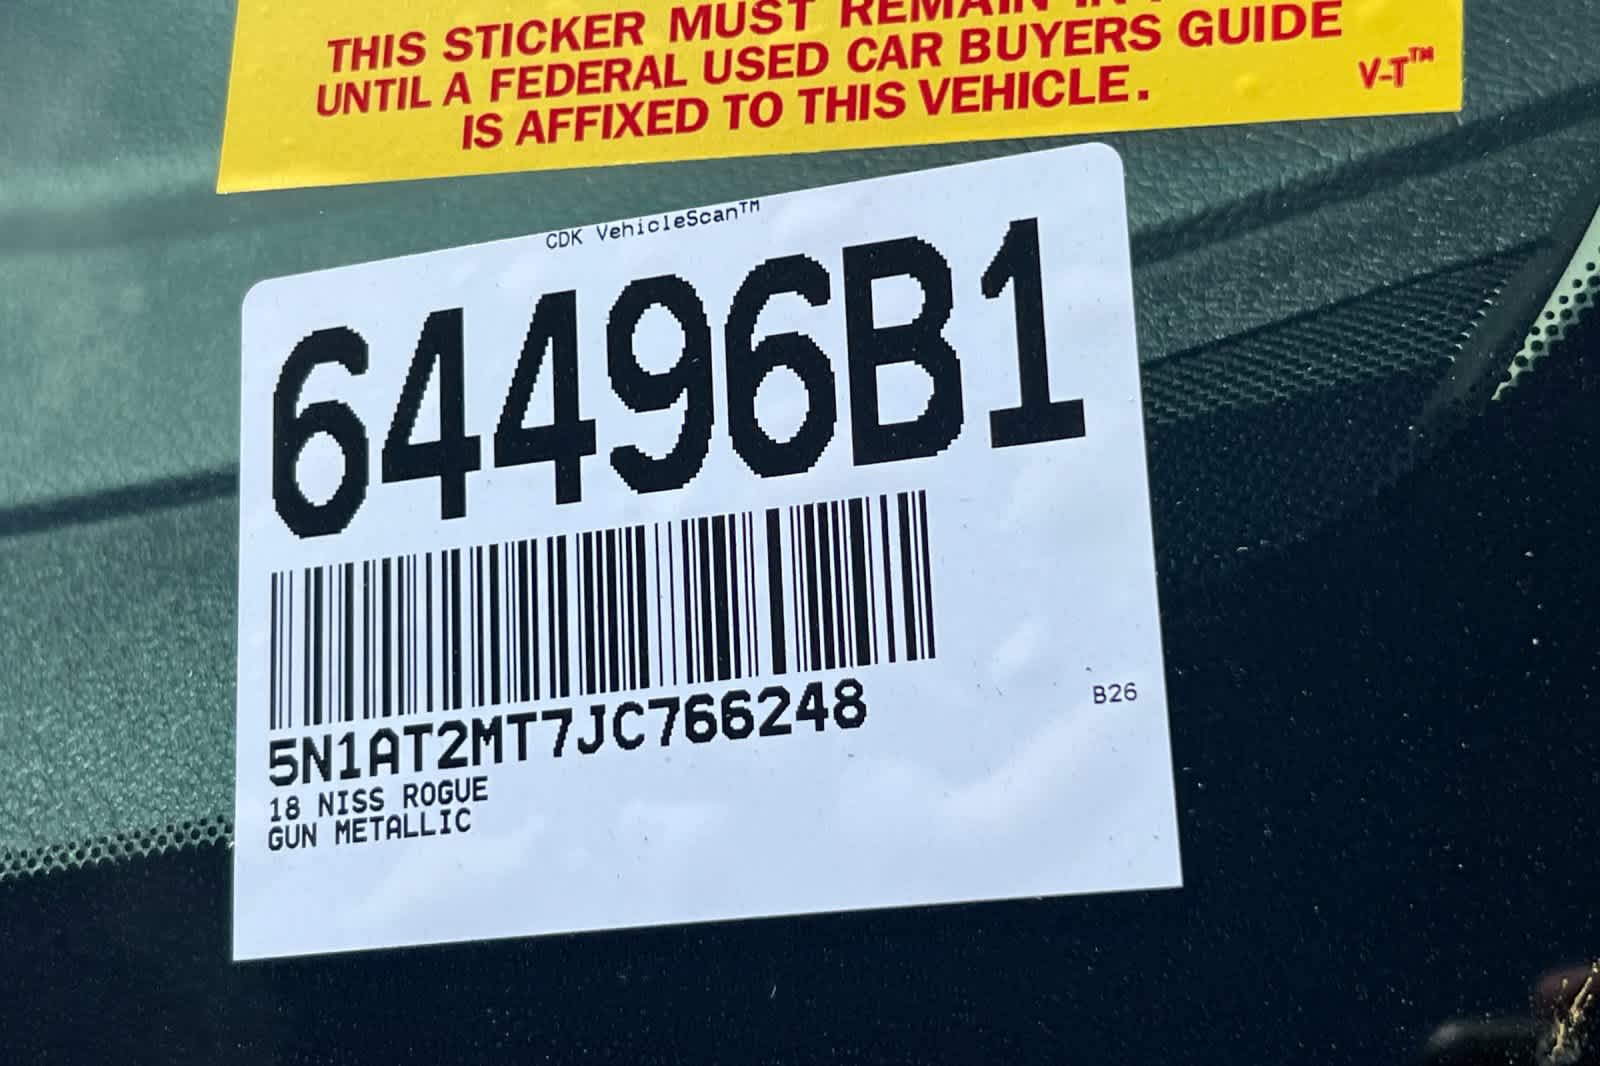 THIS STICKER MUST REMAIN IN
UNTIL A FEDERAL USED CAR BUYERS GUIDE
IS AFFIXED TO THIS VEHICLE.
V-T™
CDK VehicleScan™
64496B1
5N1AT2MT7JC766248
B26
18 NISS ROGUE
GUN METALLIC